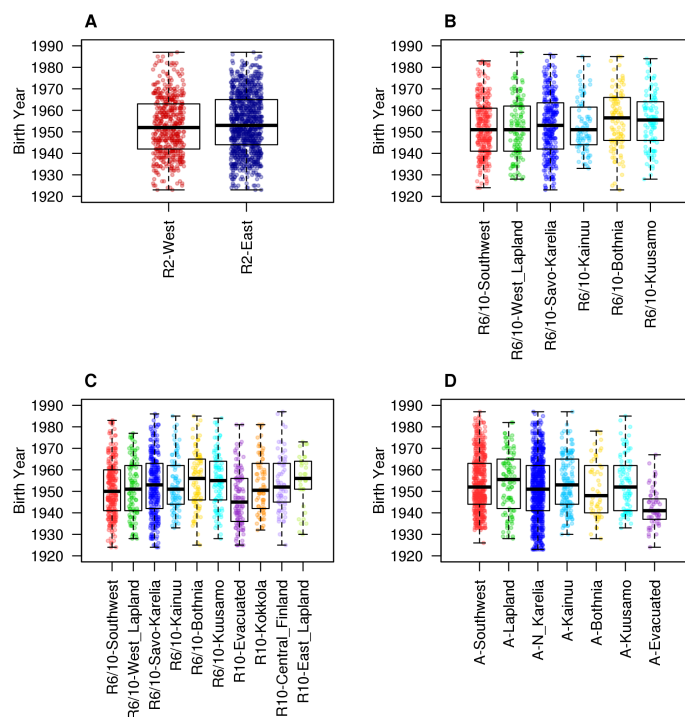 A
1990
1980
1970
1960
1950
1940
1930
1920
Birth Year
R2-West
R2-East
B
1990
1980
1970
1960
1950
1940
1930
1920
Birth Year
R6/10-Southwest
R6/10-West_Lapland
R6/10-Savo-Karelia
R6/10-Kainuu
R6/10-Bothnia
R6/10-Kuusamo
C
1990
1980
1970
1960
1950
1940
1930
1920
Birth Year
R6/10-Southwest
R6/10-West_Lapland
R6/10-Savo-Karelia
R6/10-Kainuu
R6/10-Bothnia
R6/10-Kuusamo
R10-Evacuated
R10-Kokkola
R10-Central_Finland
R10-East_Lapland
D
1990
1980
1970
1960
1950
1940
1930
1920
Birth Year
A-Southwest
A-Lapland
A-N_Karelia
A-Kainuu
A-Bothnia
A-Kuusamo
A-Evacuated